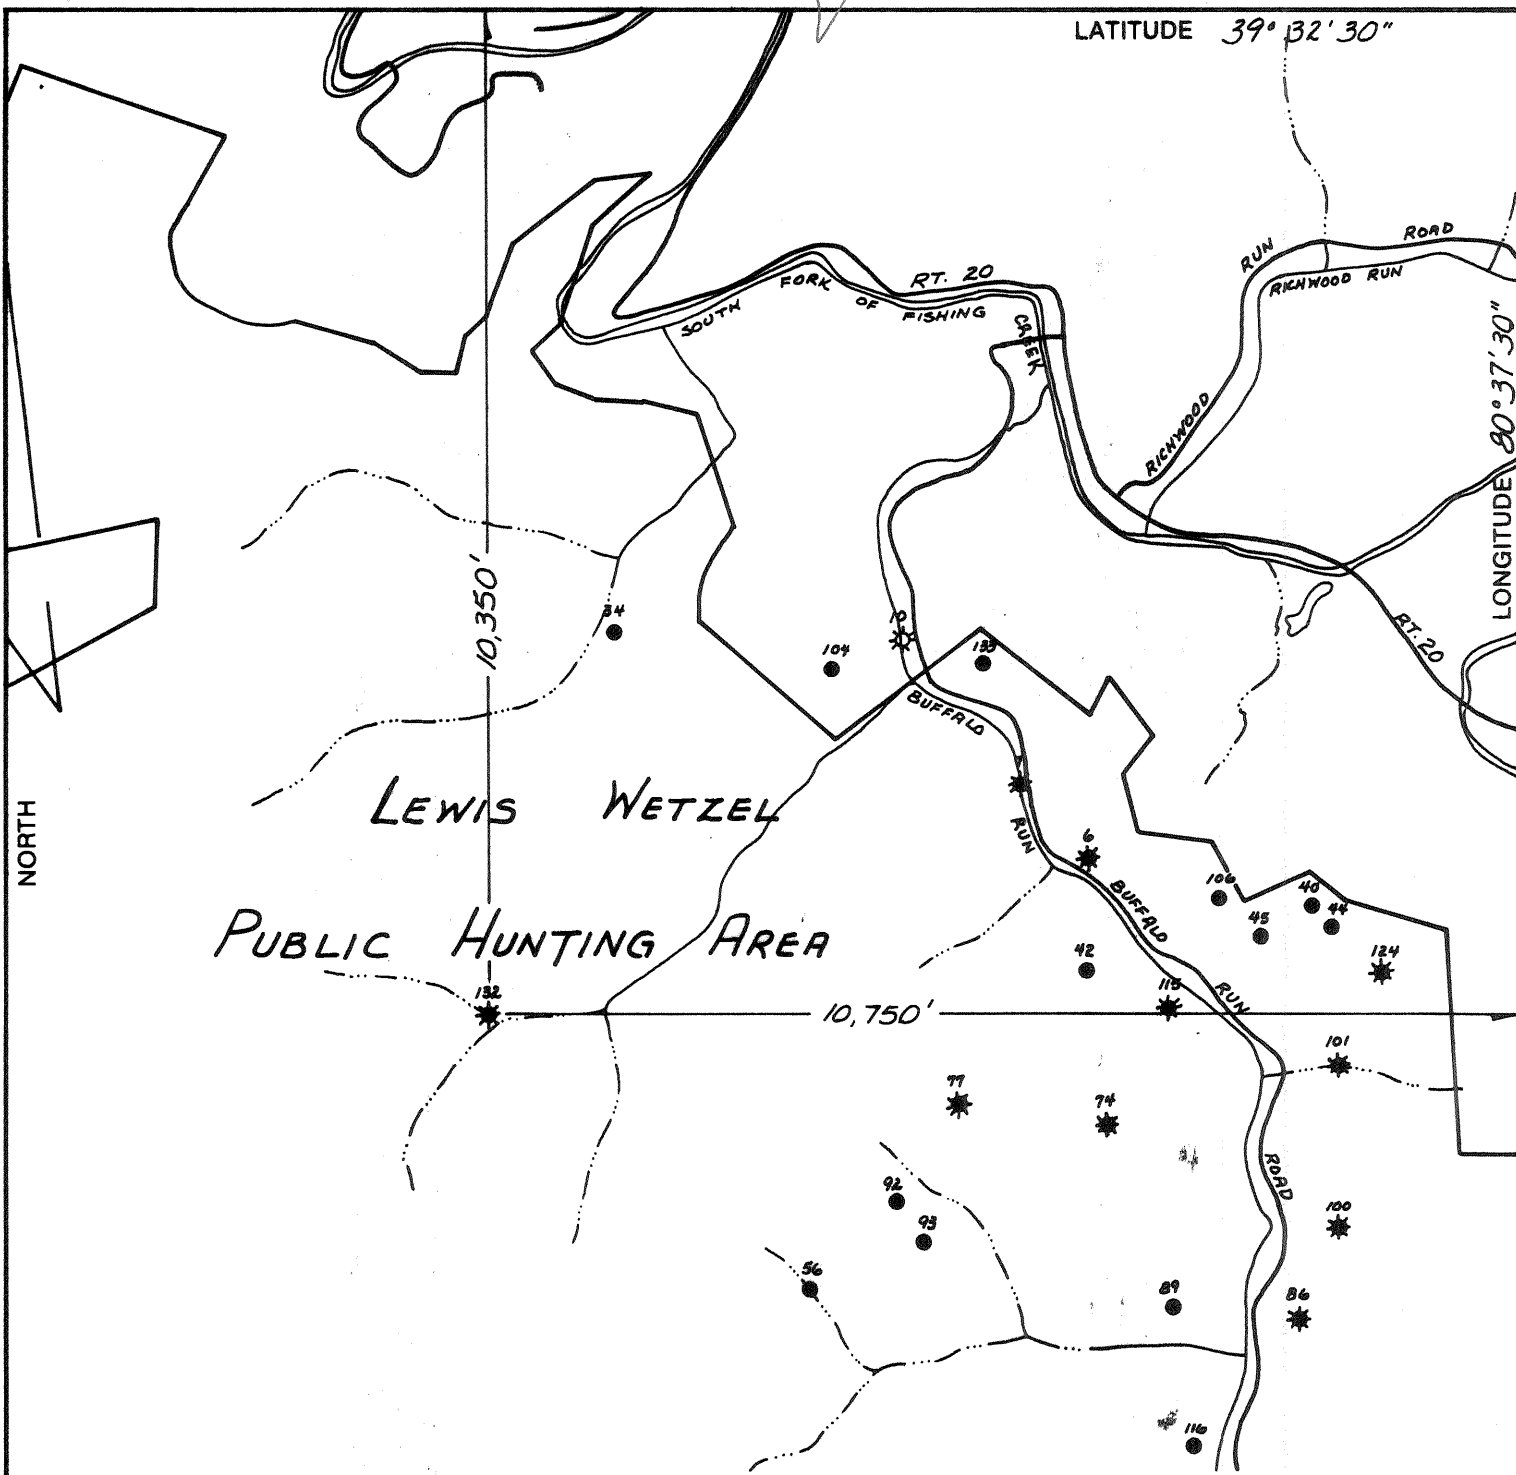 LATITUDE 39° 32' 30"
RUN ROAD
RICHWOOD RUN
RT. 20
SOUTH FORK OF FISHING CREEK
LONGITUDE 80° 37' 30"
RICHWOOD
10,350'
34
104
133
RT. 20
BUFFALO
LEWIS WETZEL
NORTH
RUN
6
BUFFALO
106
40
45
44
PUBLIC HUNTING AREA
42
124
132
115
RUN
10,750'
101
77
74
ROAD
92
93
100
56
89
86
116